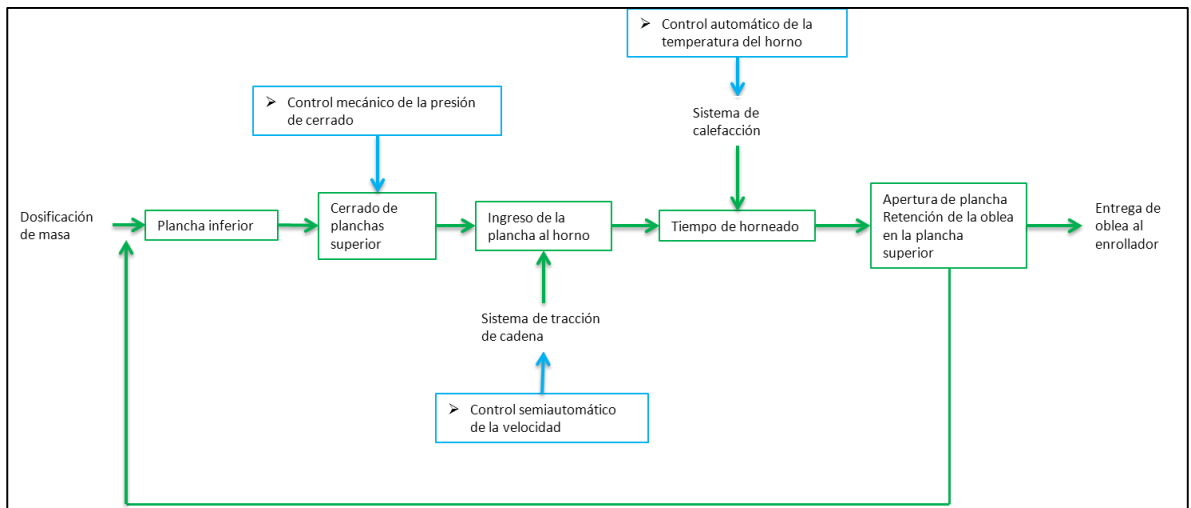 ➢ Control automático de la
temperatura del horno
➢ Control mecánico de la presión
de cerrado
Sistema de
calefacción
Dosificación
de masa
Plancha inferior
Cerrado de
planchas
superior
Ingreso de la
plancha al horno
Tiempo de horneado
Apertura de plancha
Retención de la oblea
en la plancha
superior
Entrega de
oblea al
enrollador
Sistema de tracción
de cadena
➢ Control semiautomático
de la velocidad